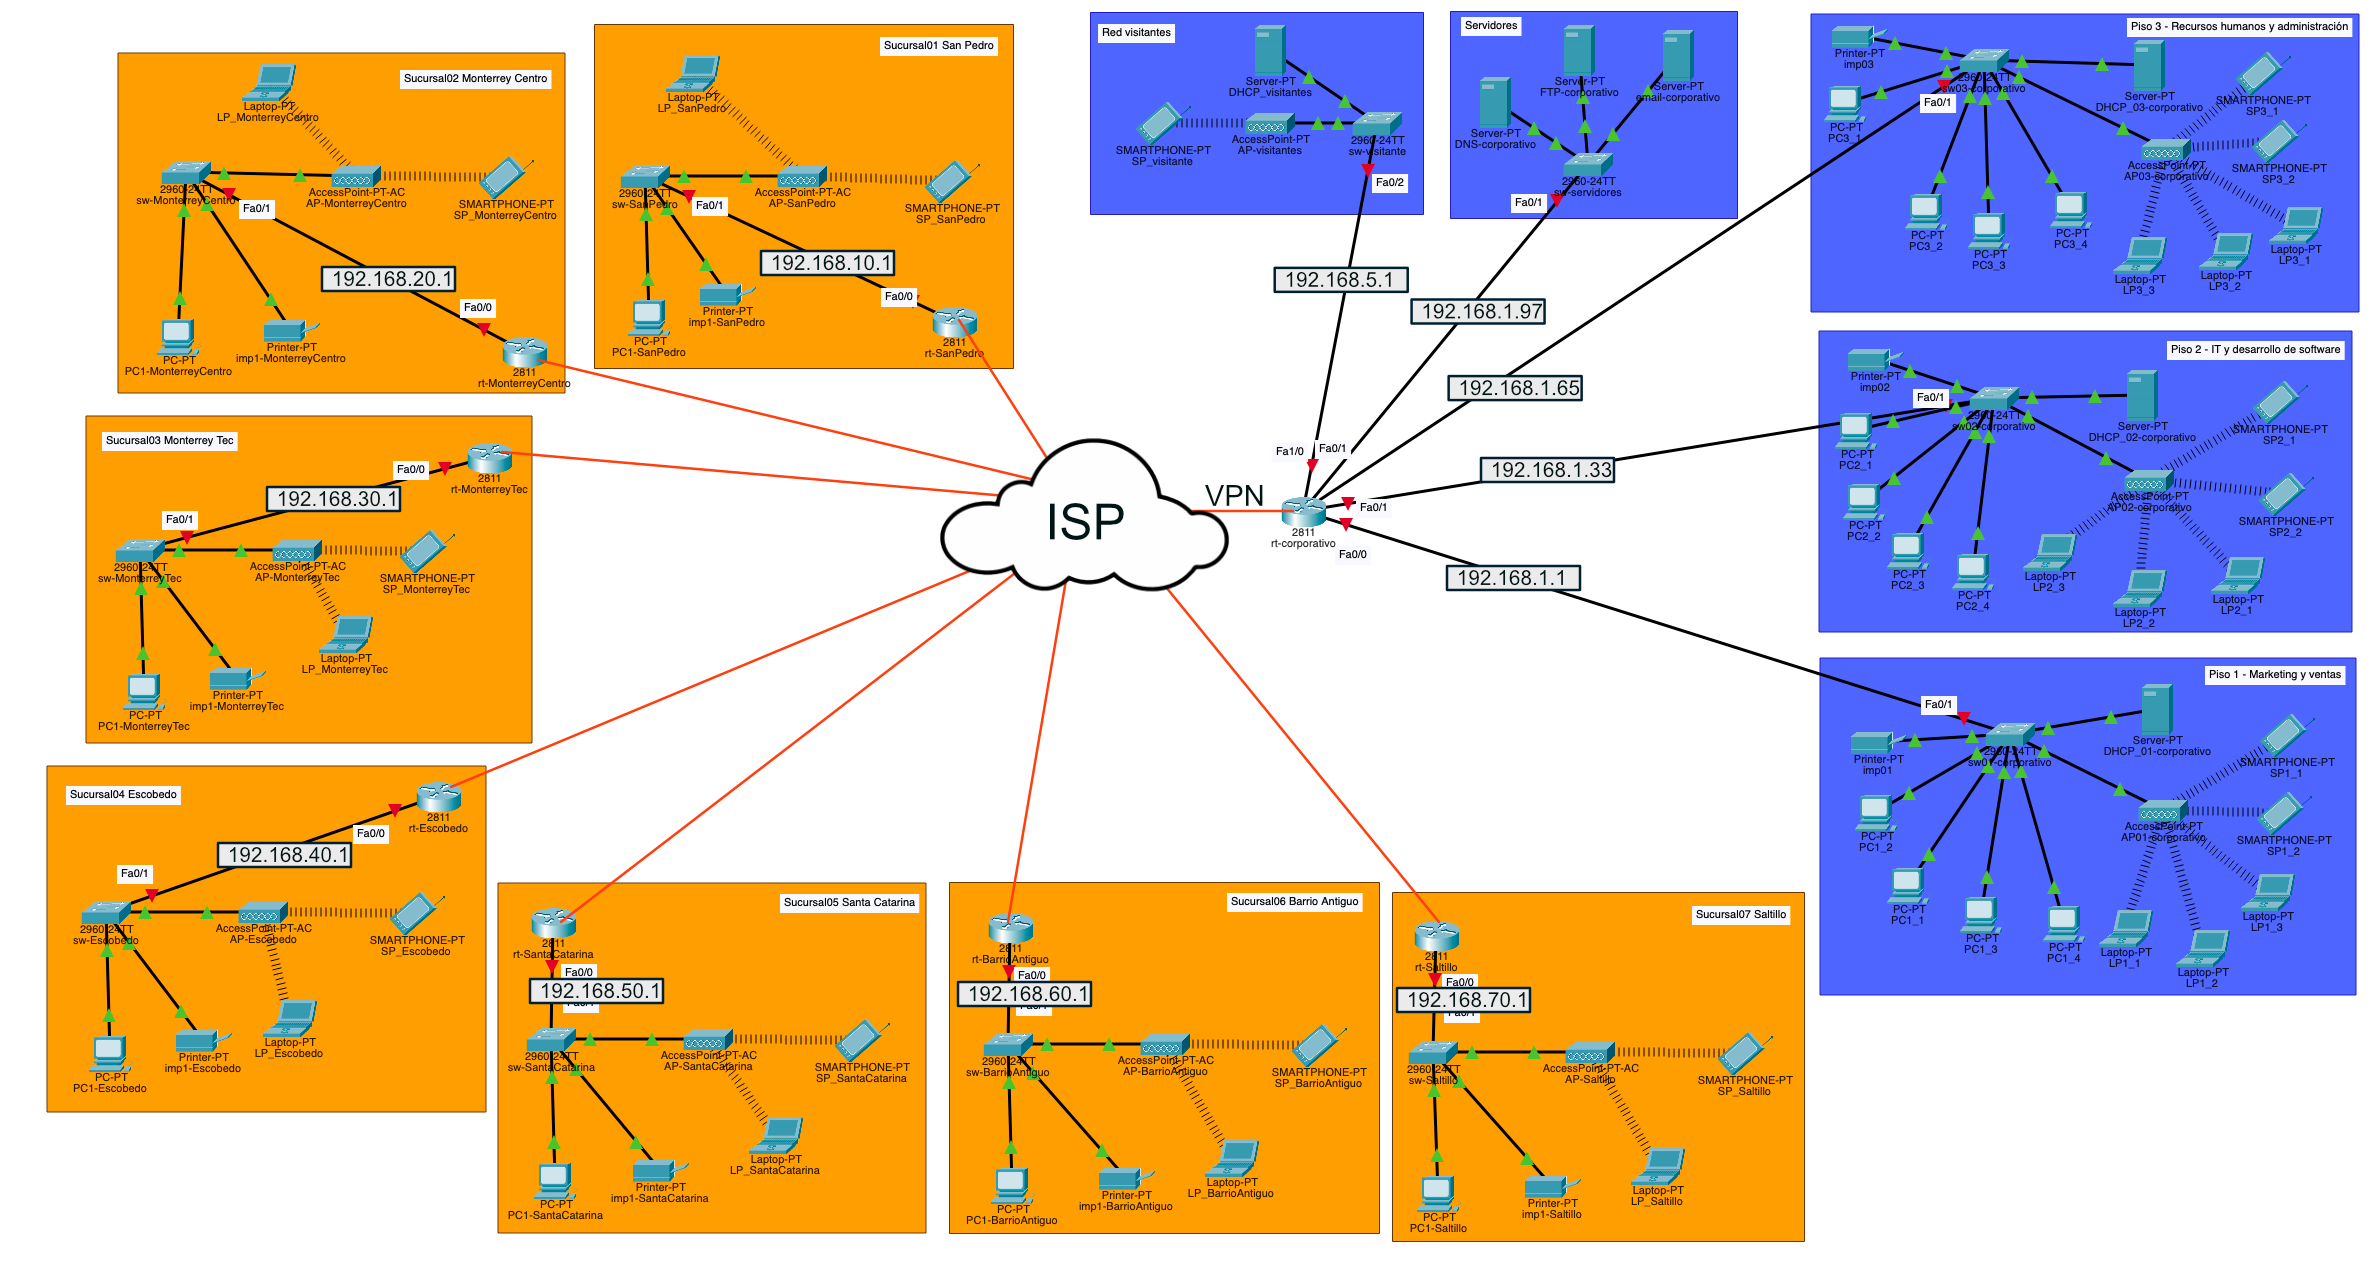 Sucursal02 Monterrey Centro
Laptop-PT
LP_MonterreyCentro
2960-24TT
sw-MonterreyCentro
AccessPoint-PT-AC
AP-MonterreyCentro
SMARTPHONE-PT
SP_MonterreyCentro
Fa0/1
192.168.20.1
Fa0/0
PC-PT
PC1-MonterreyCentro
Printer-PT
imp1-MonterreyCentro
2811
rt-MonterreyCentro
Sucursal01 San Pedro
Laptop-PT
LP_SanPedro
2960-24TT
sw-SanPedro
AccessPoint-PT-AC
AP-SanPedro
SMARTPHONE-PT
SP_SanPedro
Fa0/1
192.168.10.1
Fa0/0
Printer-PT
imp1-SanPedro
PC-PT
PC1-SanPedro
2811
rt-SanPedro
Red visitantes
Server-PT
DHCP_visitantes
SMARTPHONE-PT
SP_visitante
AccessPoint-PT
AP-visitantes
2960-24TT
sw-visitante
Fa0/2
192.168.5.1
Servidores
Server-PT
FTP-corporativo
Server-PT
email-corporativo
Server-PT
DNS-corporativo
2960-24TT
sw-servidores
Fa0/1
192.168.1.97
192.168.1.65
192.168.1.33
192.168.1.1
Piso 3 - Recursos humanos y administración
Printer-PT
imp03
2960-24TT
sw03-corporativo
Fa0/1
Server-PT
DHCP_03-corporativo
SMARTPHONE-PT
SP3_1
PC-PT
PC3_1
AccessPoint-PT
AP03-corporativo
SMARTPHONE-PT
SP3_2
PC-PT
PC3_2
PC-PT
PC3_3
PC-PT
PC3_4
Laptop-PT
LP3_1
Laptop-PT
LP3_2
Laptop-PT
LP3_3
Piso 2 - IT y desarrollo de software
Printer-PT
imp02
Fa0/1
2960-24TT
sw02-corporativo
Server-PT
DHCP_02-corporativo
SMARTPHONE-PT
SP2_1
PC-PT
PC2_1
AccessPoint-PT
AP02-corporativo
SMARTPHONE-PT
SP2_2
PC-PT
PC2_2
PC-PT
PC2_3
PC-PT
PC2_4
Laptop-PT
LP2_3
Laptop-PT
LP2_2
Laptop-PT
LP2_1
Piso 1 - Marketing y ventas
Fa0/1
Printer-PT
imp01
2960-24TT
sw01-corporativo
Server-PT
DHCP_01-corporativo
SMARTPHONE-PT
SP1_1
PC-PT
PC1_2
AccessPoint-PT
AP01-corporativo
SMARTPHONE-PT
SP1_2
PC-PT
PC1_1
PC-PT
PC1_3
PC-PT
PC1_4
Laptop-PT
LP1_3
Laptop-PT
LP1_1
Laptop-PT
LP1_2
ISP
VPN
Fa1/0
Fa0/1
Fa0/1
Fa0/0
2811
rt-corporativo
Sucursal03 Monterrey Tec
Fa0/0
2811
rt-MonterreyTec
192.168.30.1
Fa0/1
2960-24TT
sw-MonterreyTec
AccessPoint-PT-AC
AP-MonterreyTec
SMARTPHONE-PT
SP_MonterreyTec
Laptop-PT
LP_MonterreyTec
Printer-PT
imp1-MonterreyTec
PC-PT
PC1-MonterreyTec
Sucursal04 Escobedo
2811
rt-Escobedo
Fa0/0
192.168.40.1
Fa0/1
2960-24TT
sw-Escobedo
AccessPoint-PT-AC
AP-Escobedo
SMARTPHONE-PT
SP_Escobedo
Laptop-PT
LP_Escobedo
Printer-PT
imp1-Escobedo
PC-PT
PC1-Escobedo
Sucursal05 Santa Catarina
2811
rt-SantaCatarina
Fa0/0
192.168.50.1
2960-24TT
sw-SantaCatarina
AccessPoint-PT-AC
AP-SantaCatarina
SMARTPHONE-PT
SP_SantaCatarina
Laptop-PT
LP_SantaCatarina
Printer-PT
imp1-SantaCatarina
PC-PT
PC1-SantaCatarina
Sucursal06 Barrio Antiguo
2811
rt-BarrioAntiguo
Fa0/0
192.168.60.1
2960-24TT
sw-BarrioAntiguo
AccessPoint-PT-AC
AP-BarrioAntiguo
SMARTPHONE-PT
SP_BarrioAntiguo
Laptop-PT
LP_BarrioAntiguo
Printer-PT
imp1-BarrioAntiguo
PC-PT
PC1-BarrioAntiguo
Sucursal07 Saltillo
2811
rt-Saltillo
Fa0/0
192.168.70.1
2960-24TT
sw-Saltillo
AccessPoint-PT-AC
AP-Saltillo
SMARTPHONE-PT
SP_Saltillo
Laptop-PT
LP_Saltillo
Printer-PT
imp1-Saltillo
PC-PT
PC1-Saltillo